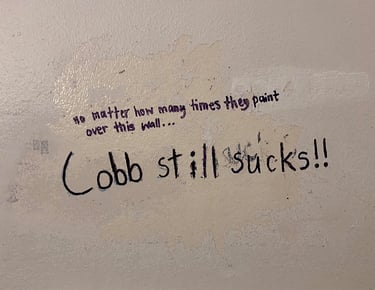 no matter how many times they paint
over this wall...
Cobb still sucks!!